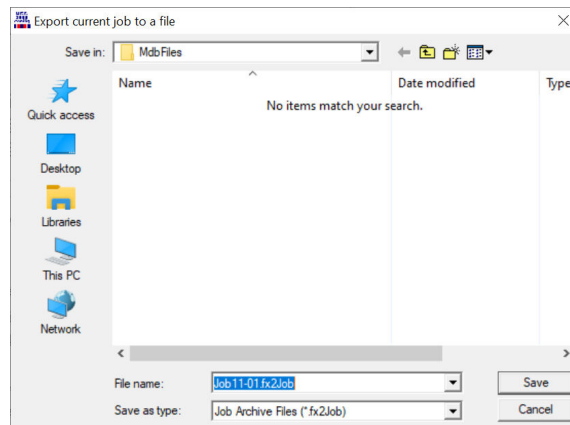 Export current job to a file
Save in: MdbFiles
Name Date modified Type
No items match your search.
Quick access
Desktop
Libraries
This PC
Network
File name: Job11-01.fx2Job Save
Save as type: Job Archive Files (*.fx2Job) Cancel